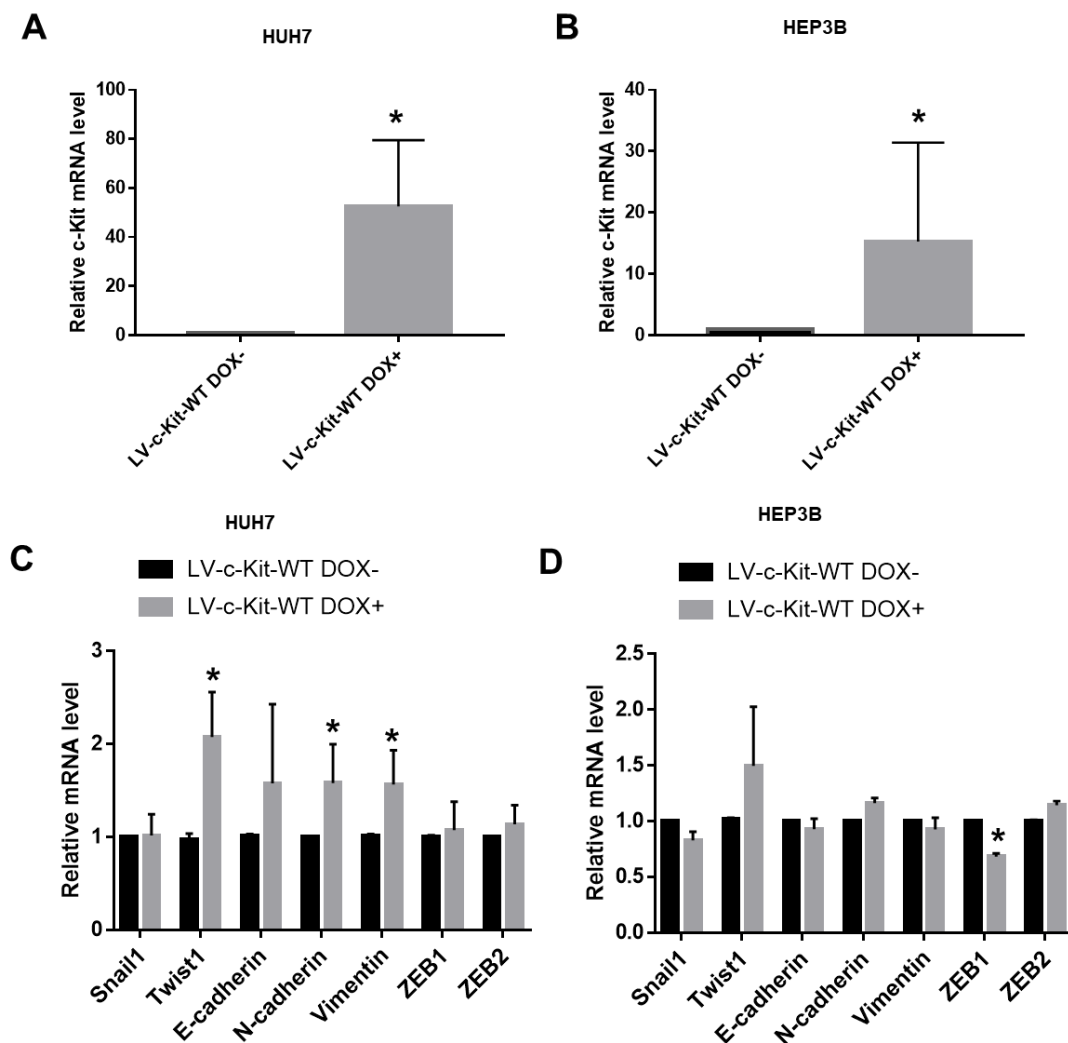 A
HUH7
Relative c-Kit mRNA level
100
80
60
40
20
0
*
LV-c-Kit-WT DOX-
LV-c-Kit-WT DOX+
B
HEP3B
Relative c-Kit mRNA level
40
30
20
10
0
*
LV-c-Kit-WT DOX-
LV-c-Kit-WT DOX+
C
HUH7
LV-c-Kit-WT DOX-
LV-c-Kit-WT DOX+
Relative mRNA level
3
2
1
0
*
*
*
Snail1
Twist1
E-cadherin
N-cadherin
Vimentin
ZEB1
ZEB2
D
HEP3B
LV-c-Kit-WT DOX-
LV-c-Kit-WT DOX+
Relative mRNA level
2.5
2.0
1.5
1.0
0.5
0.0
*
Snail1
Twist1
E-cadherin
N-cadherin
Vimentin
ZEB1
ZEB2